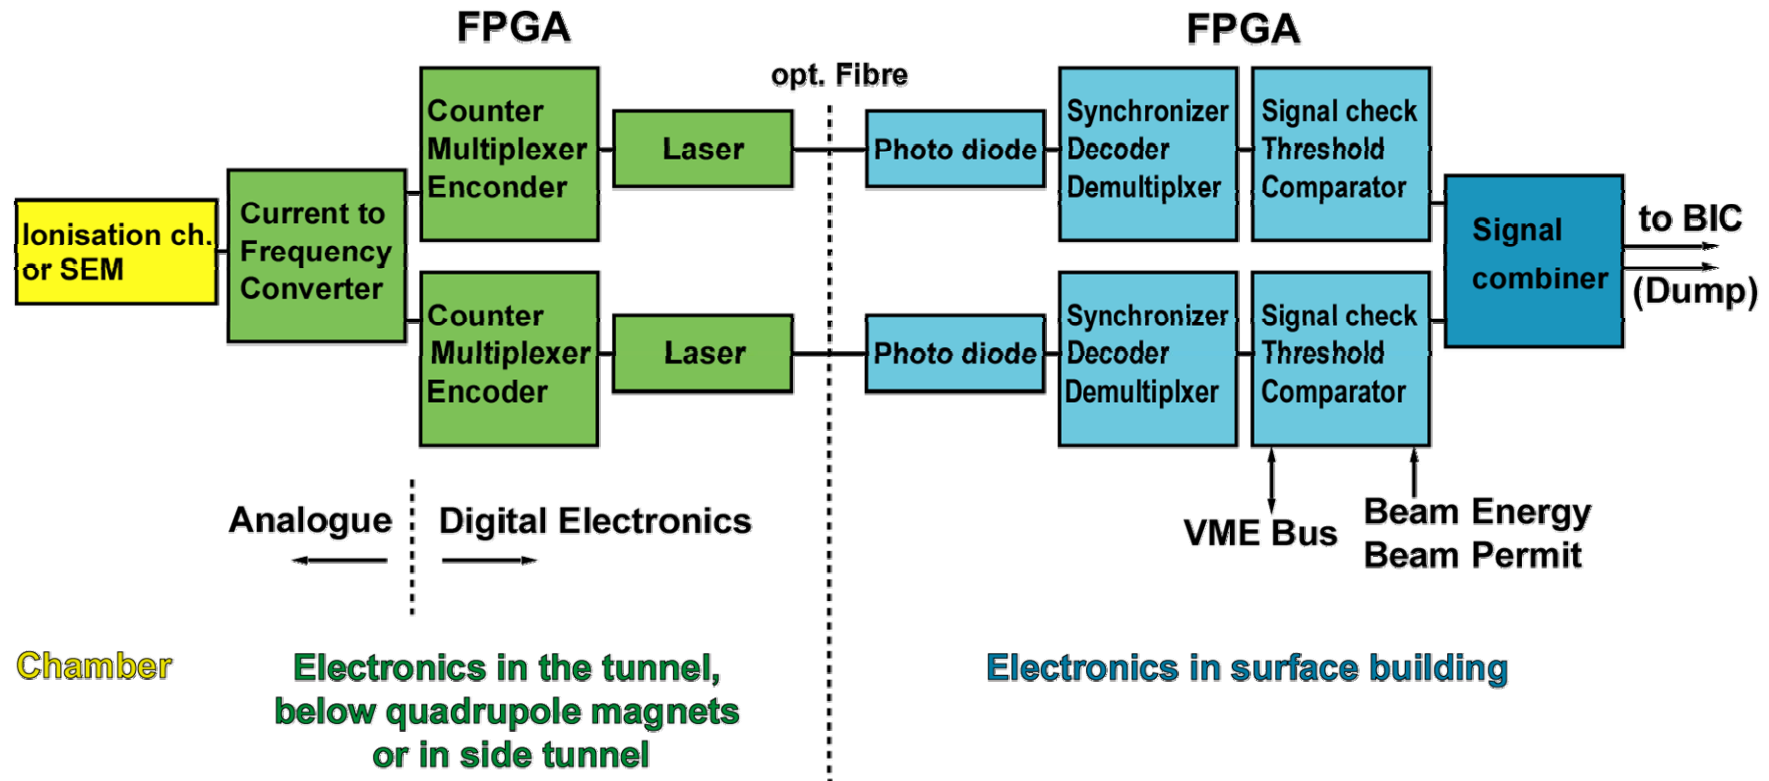 FPGA
FPGA
opt. Fibre
Counter
Multiplexer
Enconder
Laser
Photo diode
Synchronizer
Decoder
Demultiplxer
Signal check
Threshold
Comparator
Ionisation ch.
or SEM
Current to
Frequency
Converter
Signal
combiner
to BIC
(Dump)
Counter
Multiplexer
Encoder
Laser
Photo diode
Synchronizer
Decoder
Demultiplxer
Signal check
Threshold
Comparator
Analogue
Digital Electronics
VME Bus
Beam Energy
Beam Permit
Chamber
Electronics in the tunnel,
below quadrupole magnets
or in side tunnel
Electronics in surface building